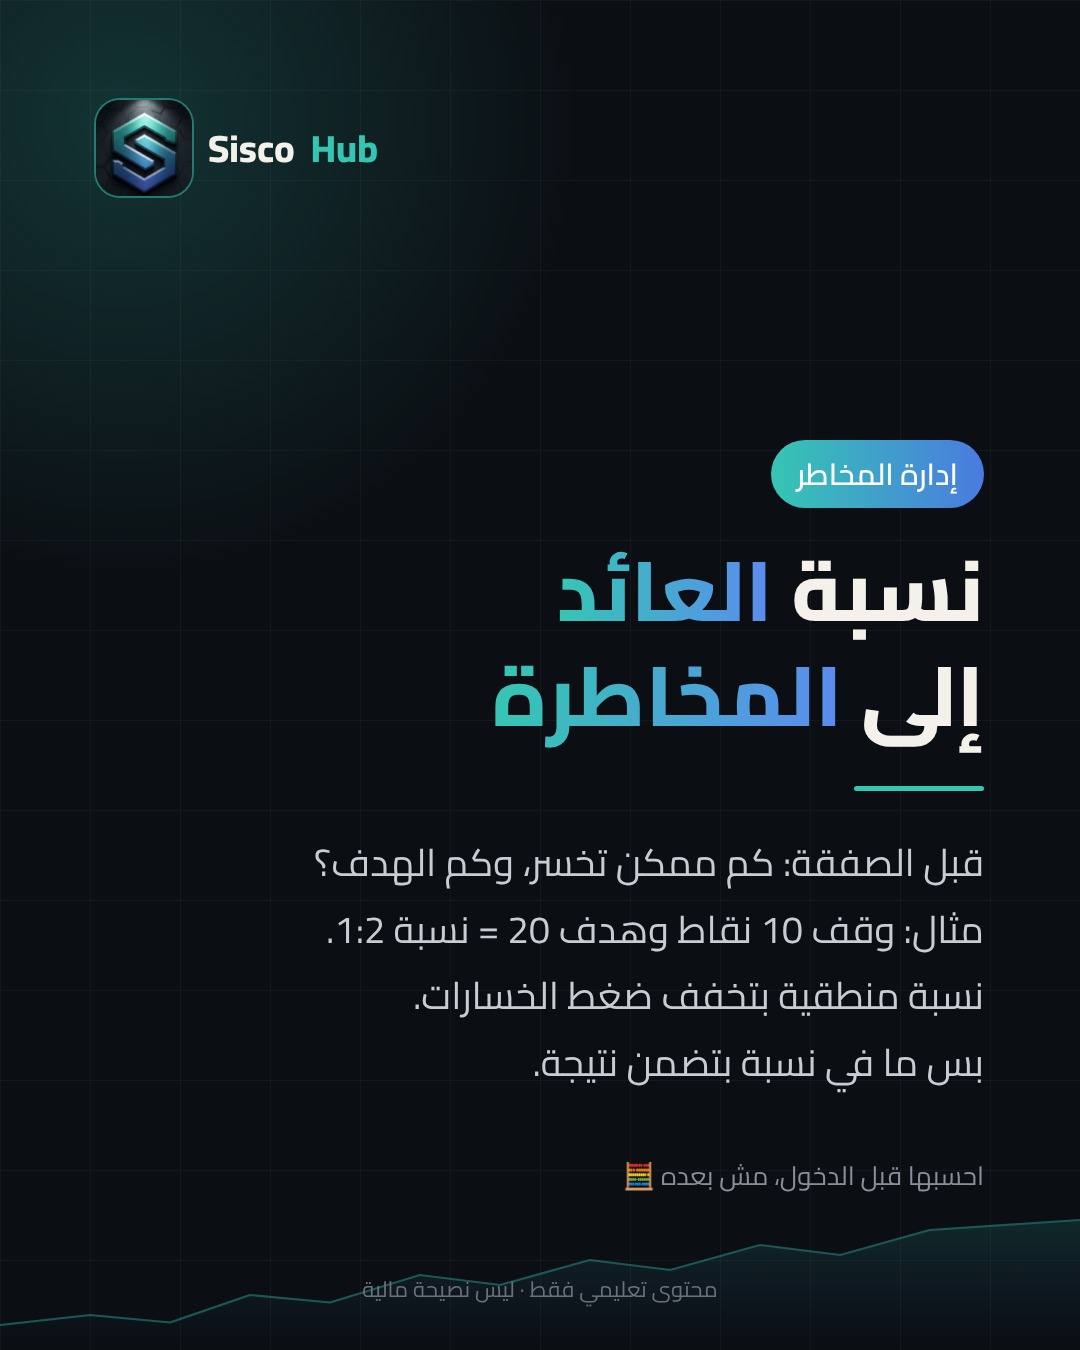 Sisco Hub
إدارة المخاطر
نسبة العائد
إلى المخاطرة
قبل الصفقة: كم ممكن تخسر، وكم الهدف؟
مثال: وقف 10 نقاط وهدف 20 = نسبة 1:2.
نسبة منطقية بتخفف ضغط الخسارات.
بس ما في نسبة بتضمن نتيجة.
احسبها قبل الدخول، مش بعده 🧮
محتوى تعليمي فقط · ليس نصيحة مالية